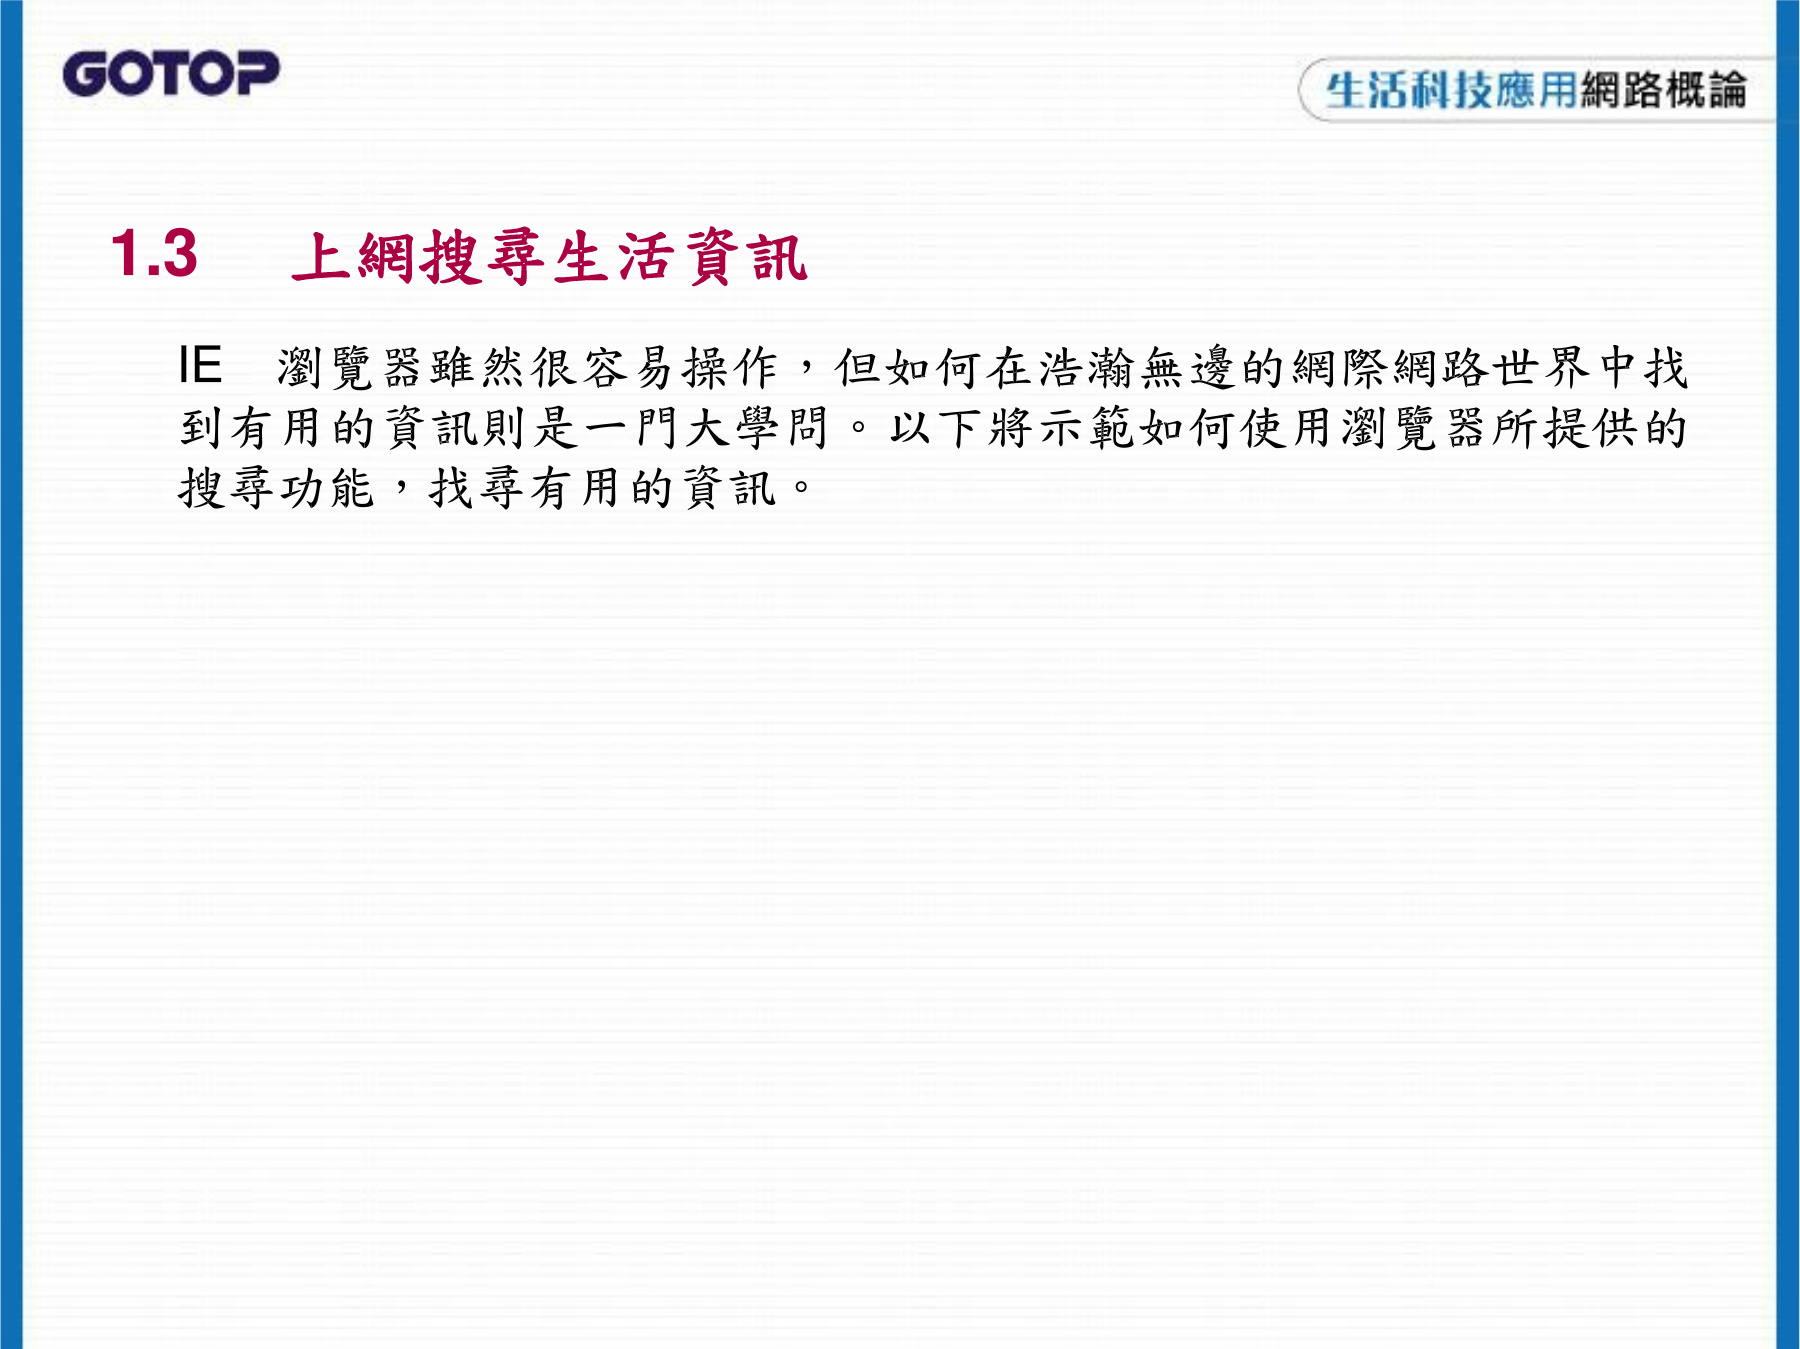 GOTOP
生活科技應用網路概論
1.3 上網搜尋生活資訊
IE 瀏覽器雖然很容易操作，但如何在浩瀚無邊的網際網路世界中找
到有用的資訊則是一門大學問。以下將示範如何使用瀏覽器所提供的
搜尋功能，找尋有用的資訊。